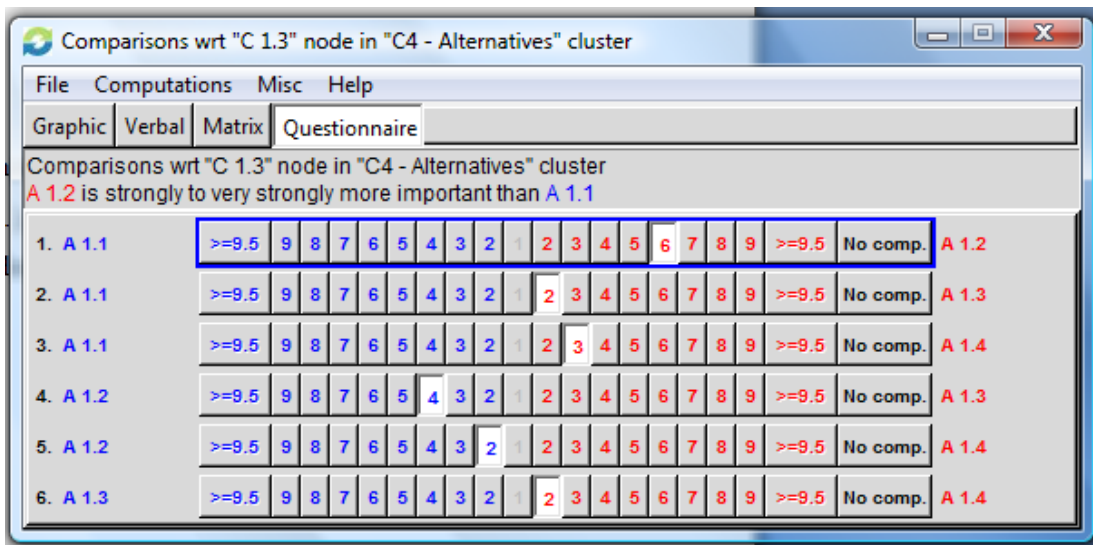 Comparisons wrt "C 1.3" node in "C4 - Alternatives" cluster
File Computations Misc Help
Graphic Verbal Matrix Questionnaire
Comparisons wrt "C 1.3" node in "C4 - Alternatives" cluster
A 1.2 is strongly to very strongly more important than A 1.1
1. A 1.1 >=9.5 9 8 7 6 5 4 3 2 1 2 3 4 5 6 7 8 9 >=9.5 No comp. A 1.2
2. A 1.1 >=9.5 9 8 7 6 5 4 3 2 1 2 3 4 5 6 7 8 9 >=9.5 No comp. A 1.3
3. A 1.1 >=9.5 9 8 7 6 5 4 3 2 1 2 3 4 5 6 7 8 9 >=9.5 No comp. A 1.4
4. A 1.2 >=9.5 9 8 7 6 5 4 3 2 1 2 3 4 5 6 7 8 9 >=9.5 No comp. A 1.3
5. A 1.2 >=9.5 9 8 7 6 5 4 3 2 1 2 3 4 5 6 7 8 9 >=9.5 No comp. A 1.4
6. A 1.3 >=9.5 9 8 7 6 5 4 3 2 1 2 3 4 5 6 7 8 9 >=9.5 No comp. A 1.4